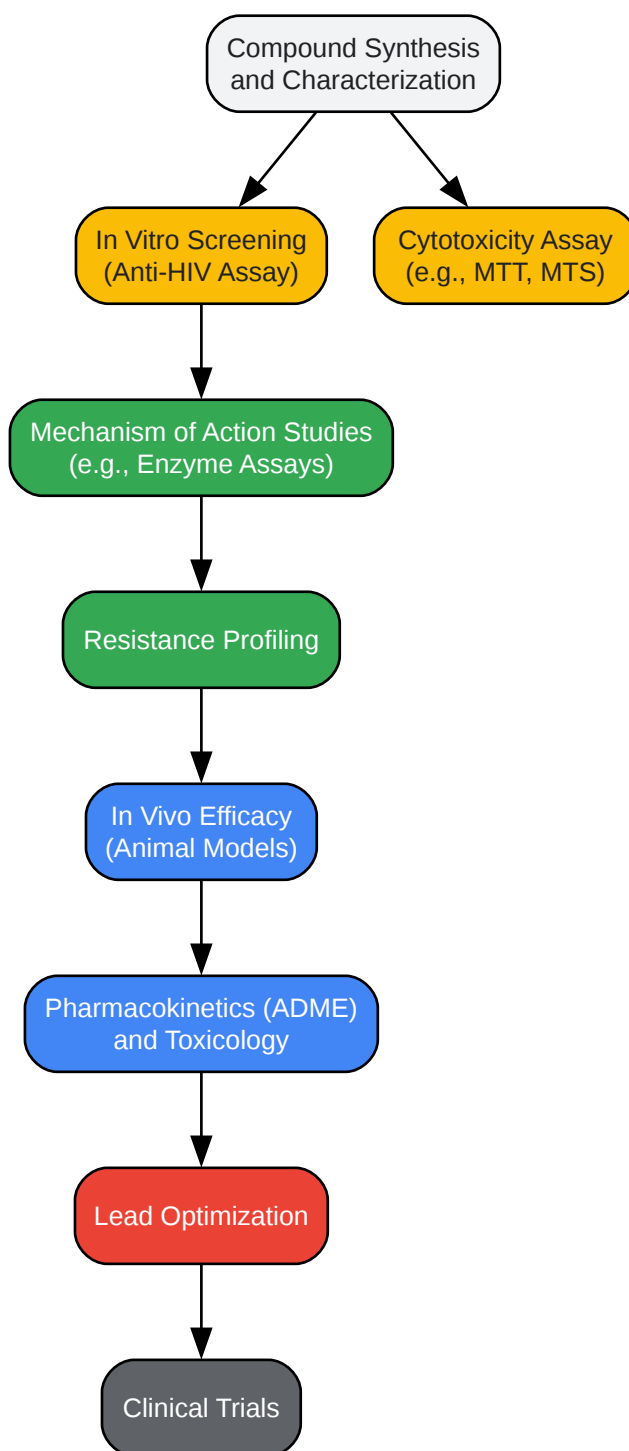 Compound Synthesis
and Characterization
In Vitro Screening
(Anti-HIV Assay)
Cytotoxicity Assay
(e.g., MTT, MTS)
Mechanism of Action Studies
(e.g., Enzyme Assays)
Resistance Profiling
In Vivo Efficacy
(Animal Models)
Pharmacokinetics (ADME)
and Toxicology
Lead Optimization
Clinical Trials